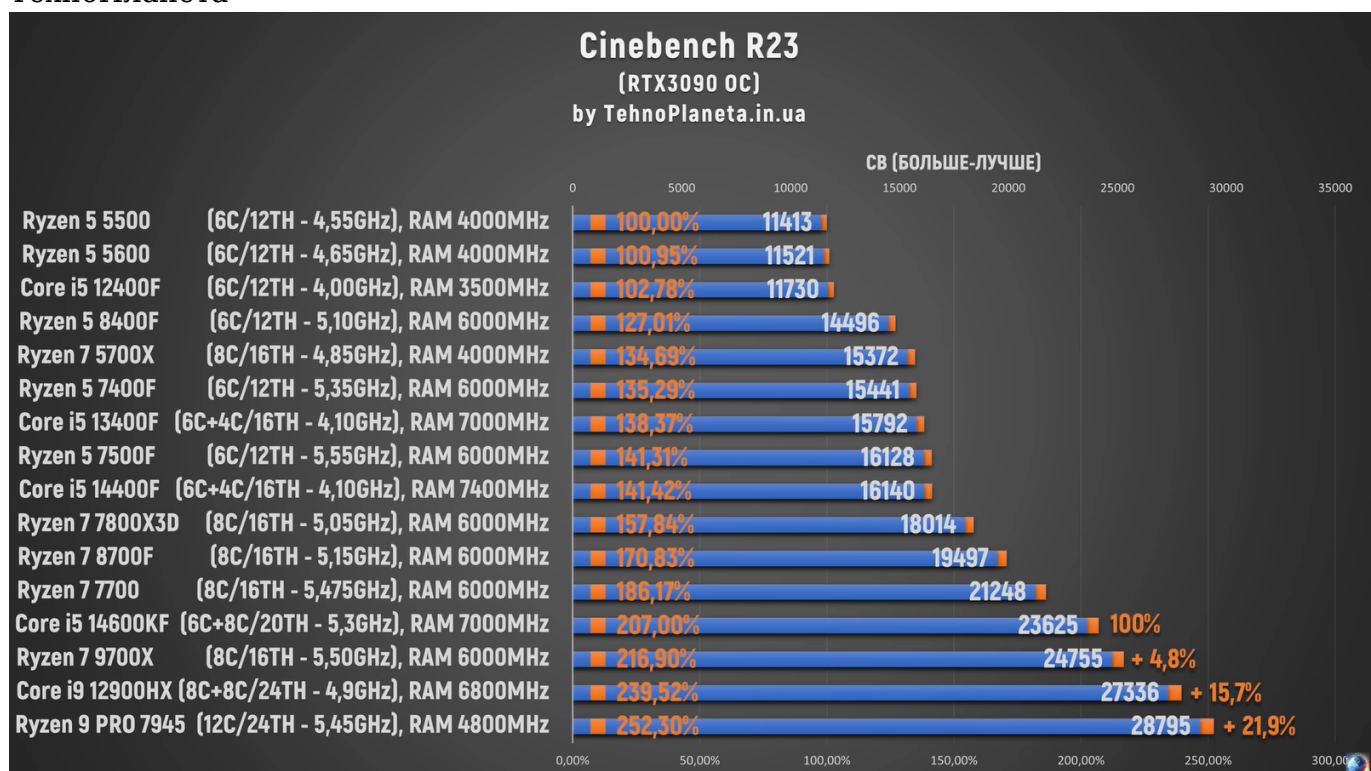 Cinebench R23
(RTX3090 OC)
by TehnoPlaneta.in.ua
CB (БОЛЬШЕ-ЛУЧШЕ)
0 5000 10000 15000 20000 25000 30000 35000
Ryzen 5 5500 (6C/12TH - 4,55GHz), RAM 4000MHz 100,00% 11413
Ryzen 5 5600 (6C/12TH - 4,65GHz), RAM 4000MHz 100,95% 11521
Core i5 12400F (6C/12TH - 4,00GHz), RAM 3500MHz 102,78% 11730
Ryzen 5 8400F (6C/12TH - 5,10GHz), RAM 6000MHz 127,01% 14496
Ryzen 7 5700X (8C/16TH - 4,85GHz), RAM 4000MHz 134,69% 15372
Ryzen 5 7400F (6C/12TH - 5,35GHz), RAM 6000MHz 135,29% 15441
Core i5 13400F (6C+4C/16TH - 4,10GHz), RAM 7000MHz 138,37% 15792
Ryzen 5 7500F (6C/12TH - 5,55GHz), RAM 6000MHz 141,31% 16128
Core i5 14400F (6C+4C/16TH - 4,10GHz), RAM 7400MHz 141,42% 16140
Ryzen 7 7800X3D (8C/16TH - 5,05GHz), RAM 6000MHz 157,84% 18014
Ryzen 7 8700F (8C/16TH - 5,15GHz), RAM 6000MHz 170,83% 19497
Ryzen 7 7700 (8C/16TH - 5,475GHz), RAM 6000MHz 186,17% 21248
Core i5 14600KF (6C+8C/20TH - 5,3GHz), RAM 7000MHz 207,00% 23625 100%
Ryzen 7 9700X (8C/16TH - 5,50GHz), RAM 6000MHz 216,90% 24755 + 4,8%
Core i9 12900HX (8C+8C/24TH - 4,9GHz), RAM 6800MHz 239,52% 27336 + 15,7%
Ryzen 9 PRO 7945 (12C/24TH - 5,45GHz), RAM 4800MHz 252,30% 28795 + 21,9%
0,00% 50,00% 100,00% 150,00% 200,00% 250,00%